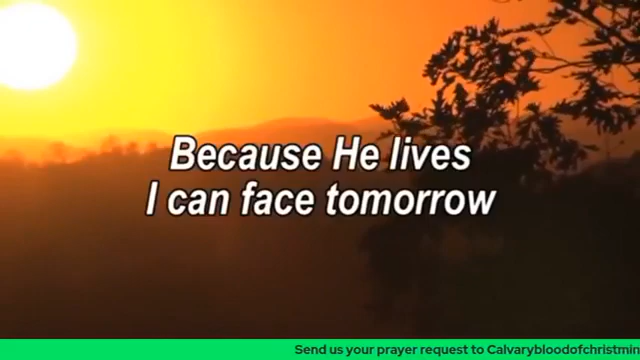 Because He lives
I can face tomorrow
Send us your prayer request to Calvarybloodofchristmin